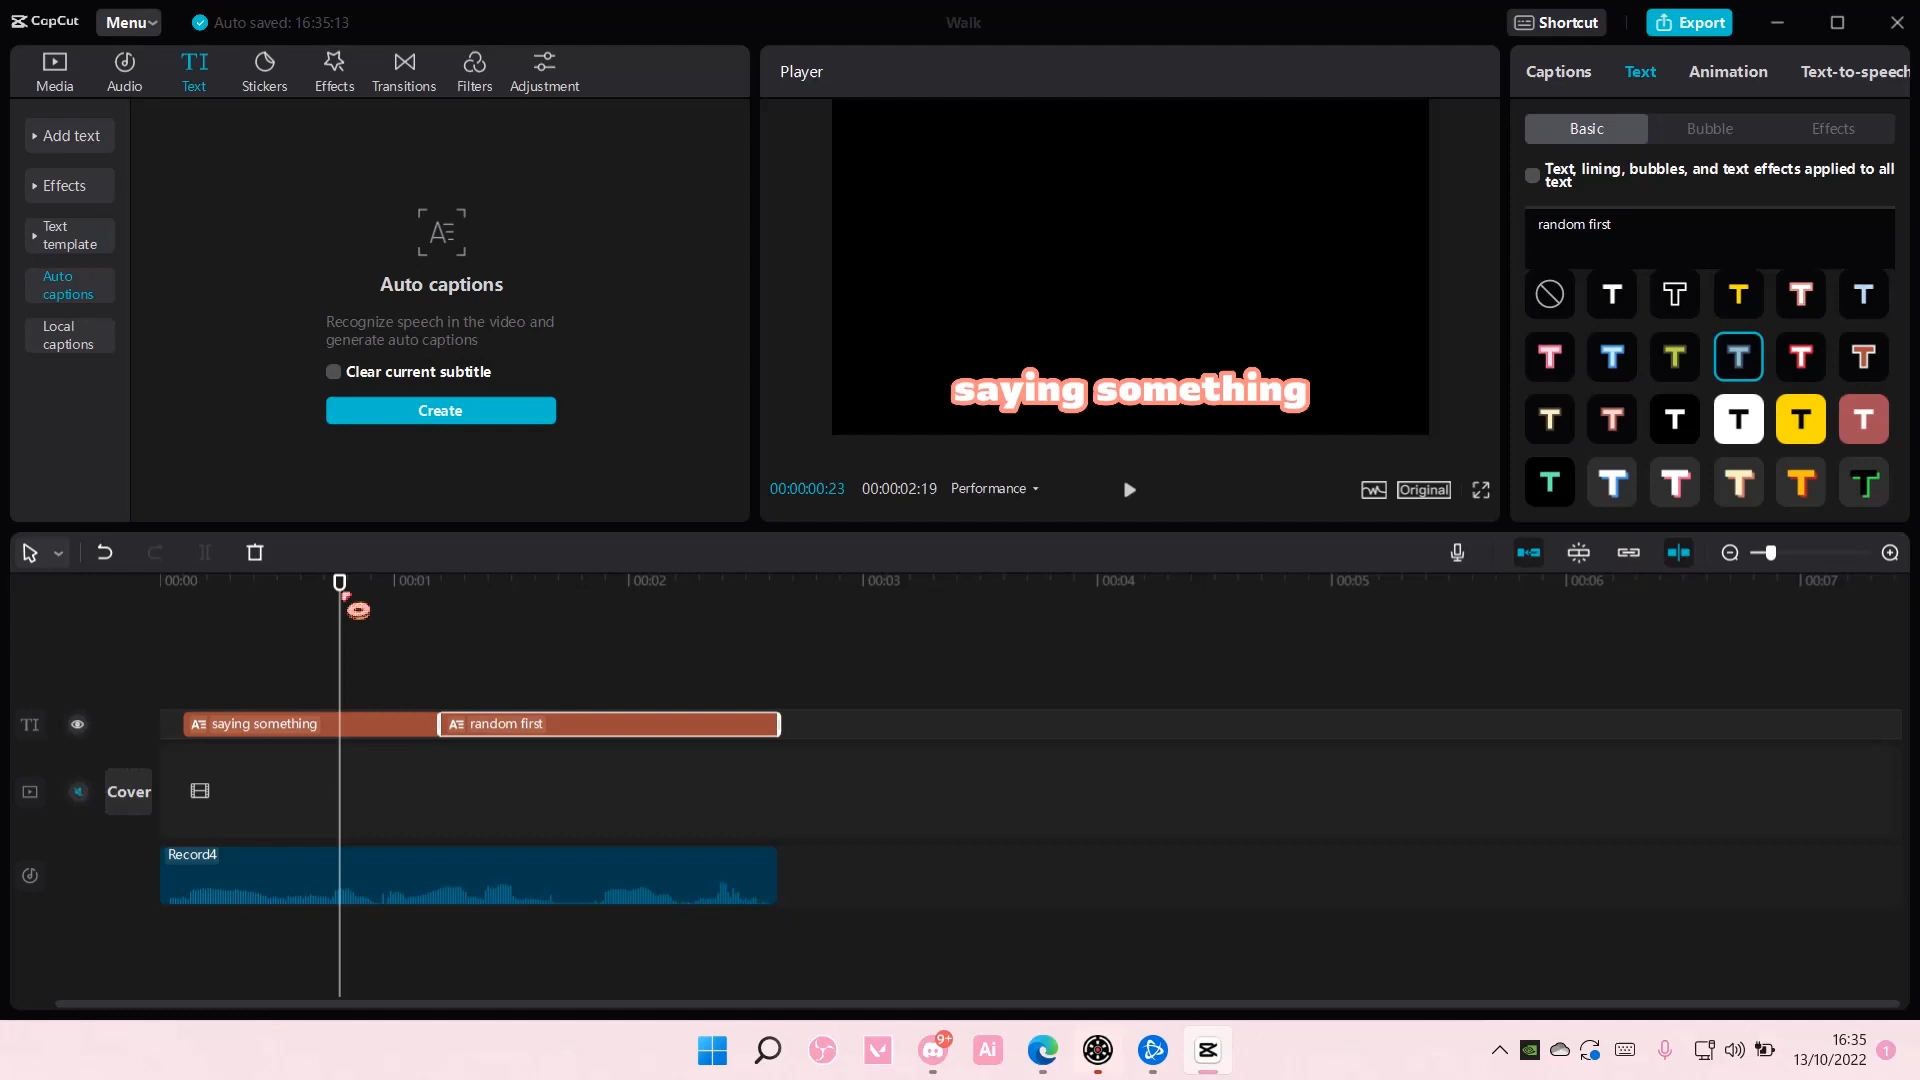 CapCut Menu Auto saved: 16:35:13 Walk Shortcut Export
Media Audio Text Stickers Effects Transitions Filters Adjustment
Add text
Effects
Text
template
Auto
captions
Local
captions
Auto captions
Recognize speech in the video and
generate auto captions
Clear current subtitle
Create
Player
saying something
00:00:00:23 00:00:02:19 Performance Original
Captions Text Animation Text-to-speech
Basic Bubble Effects
Text, lining, bubbles, and text effects applied to all
text
random first
00:00 00:01 00:02 00:03 00:04 00:05 00:06 00:07
saying something random first
Cover
Record4
9+ Ai
16:35
13/10/2022 1